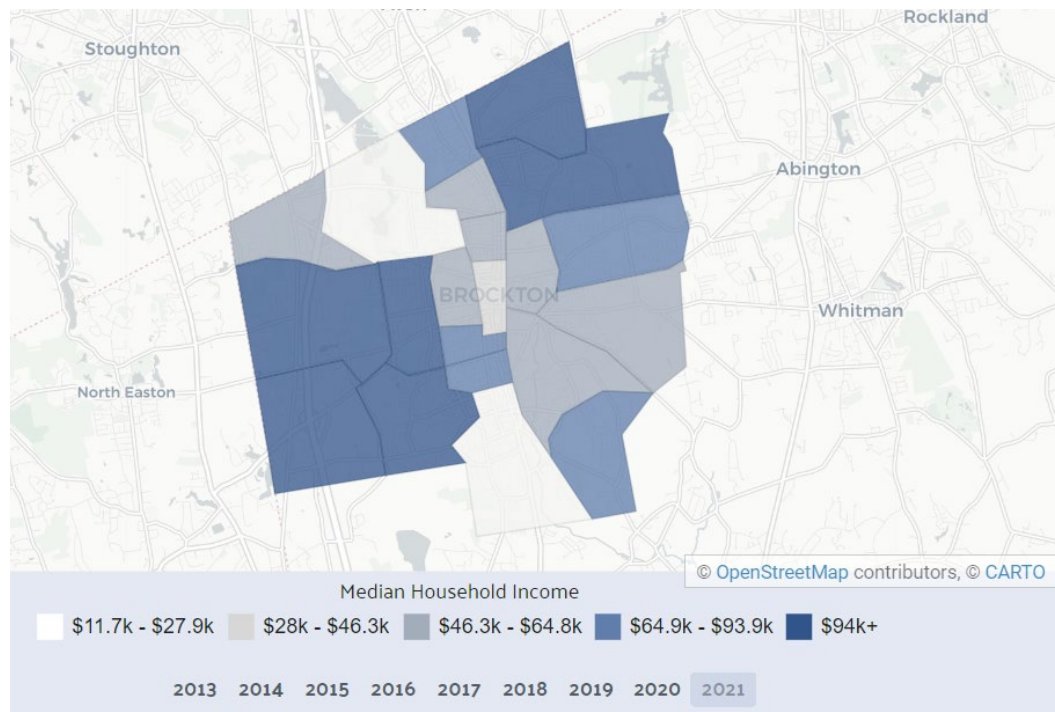 Rockland
Stoughton
Abington
BROCKTON
Whitman
North Easton
© OpenStreetMap contributors, © CARTO
Median Household Income
$11.7k - $27.9k $28k - $46.3k $46.3k - $64.8k $64.9k - $93.9k $94k+
2013 2014 2015 2016 2017 2018 2019 2020 2021